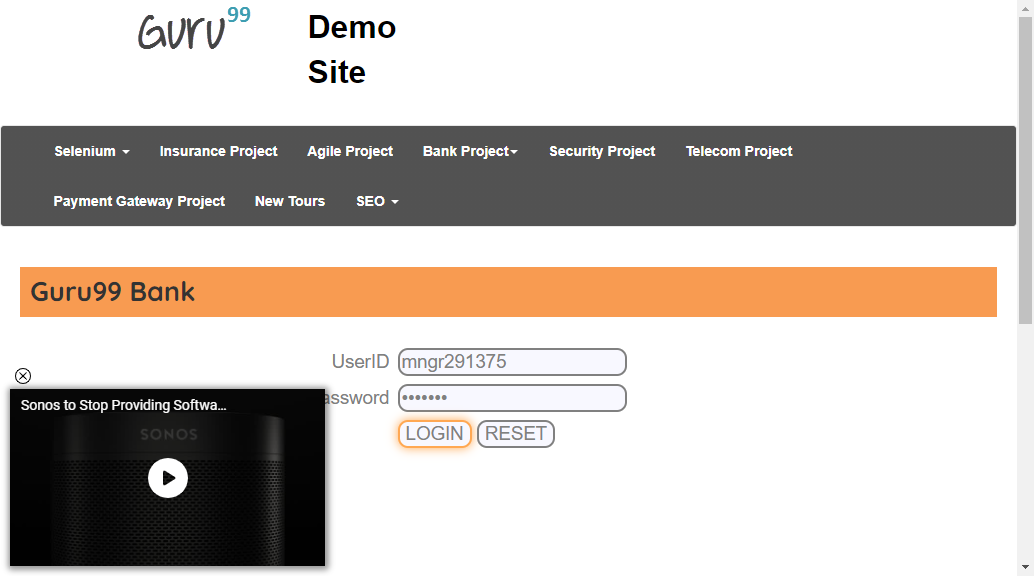 Guru99
Demo
Site
Selenium Insurance Project Agile Project Bank Project Security Project Telecom Project
Payment Gateway Project New Tours SEO
Guru99 Bank
UserID mngr291375
assword •••••••
LOGIN RESET
Sonos to Stop Providing Softwa...
SONOS